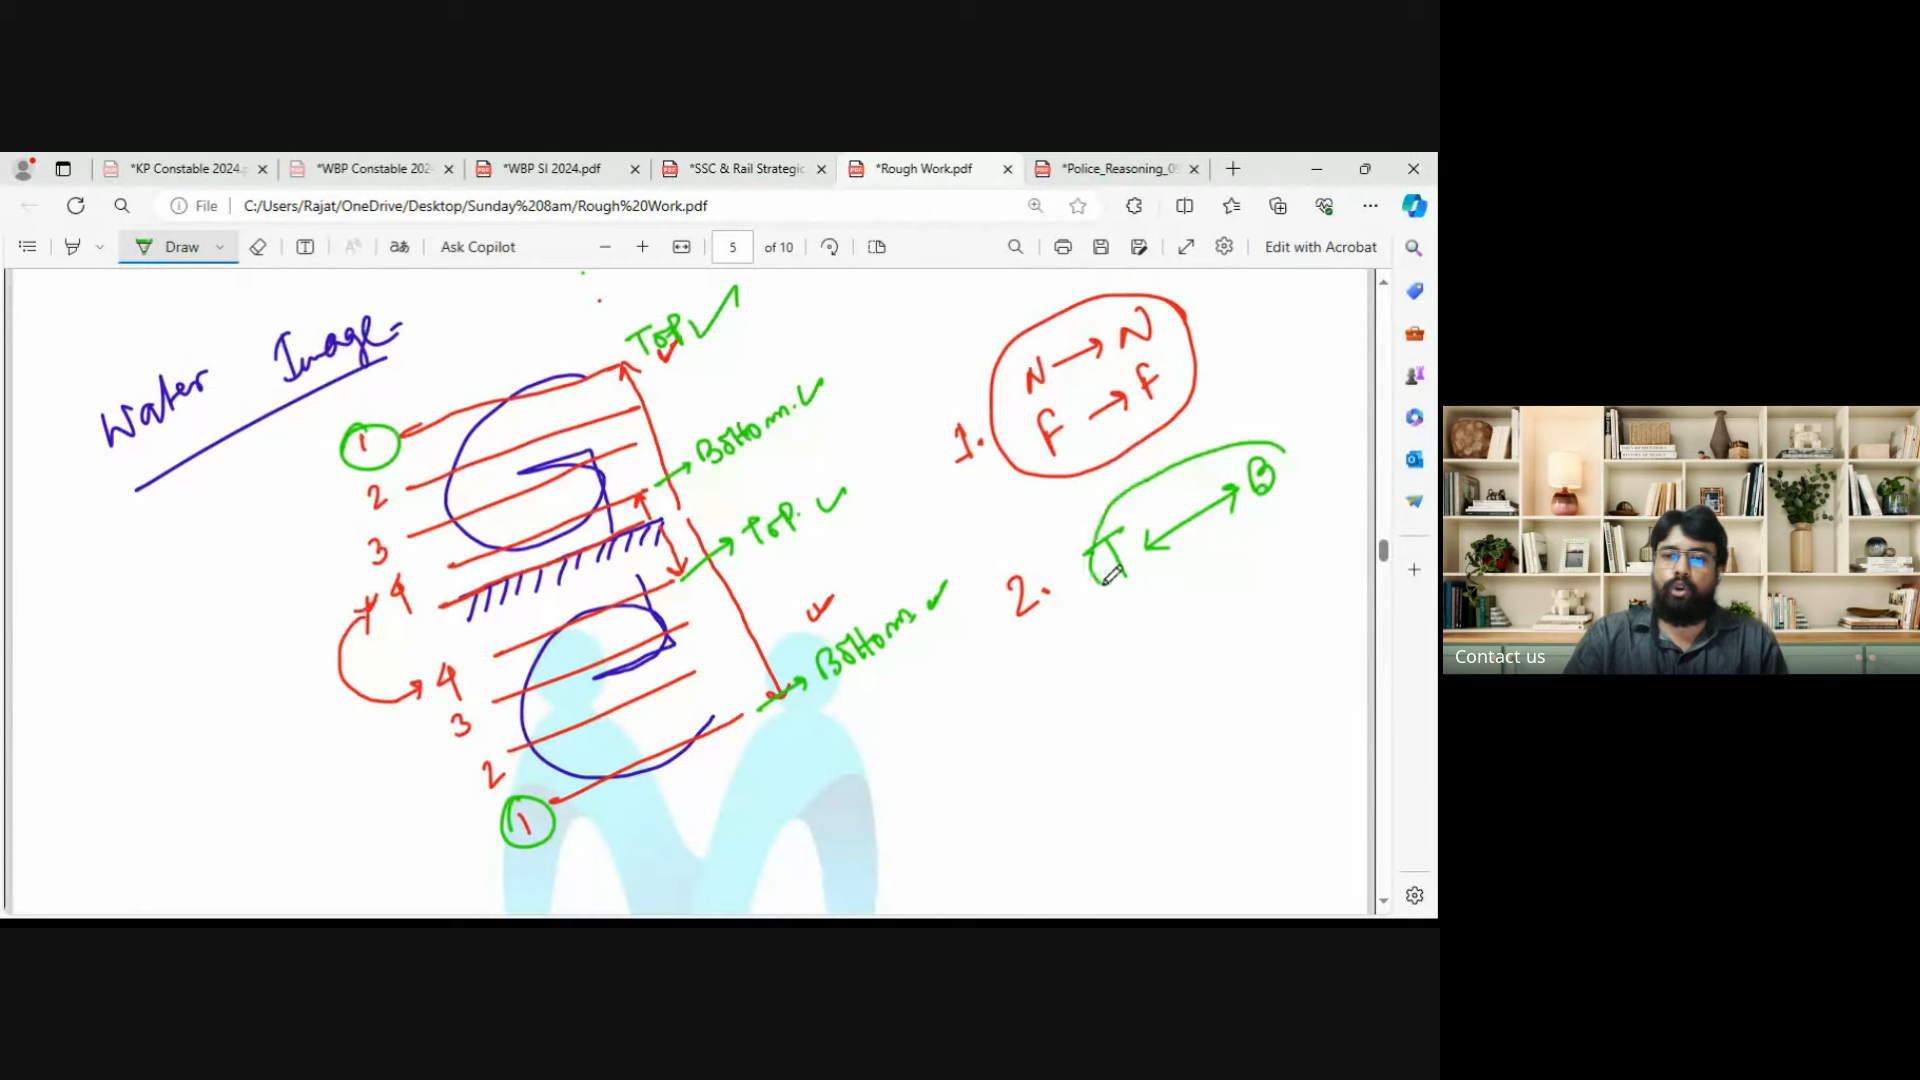 *KP Constable 2024.p
*WBP Constable 202
*WBP SI 2024.pdf
*SSC & Rail Strategic
*Rough Work.pdf
*Police_Reasoning_0
File
C:/Users/Rajat/OneDrive/Desktop/Sunday%208am/Rough%20Work.pdf
Draw
Ask Copilot
5
of 10
Edit with Acrobat
Water Image
Top
Bottom.
Top.
Bottom
1
2
3
4
4
3
2
1
1. N → N
F → F
2. T ↔ B
Contact us